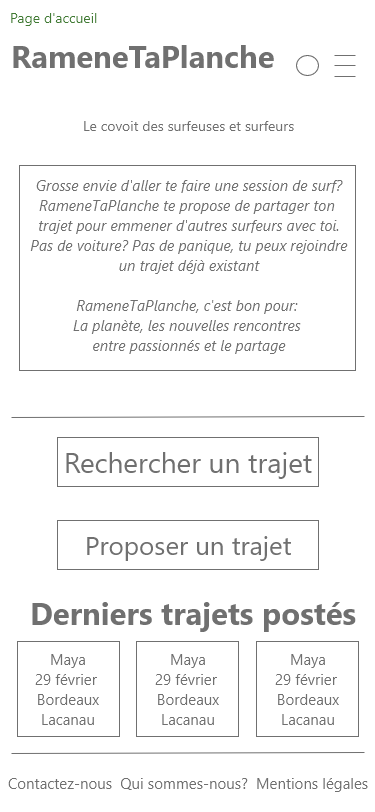 Page d'accueil
RameneTaPlanche
Le covoit des surfeuses et surfeurs
Grosse envie d'aller te faire une session de surf?
RameneTaPlanche te propose de partager ton
trajet pour emmener d'autres surfeurs avec toi.
Pas de voiture? Pas de panique, tu peux rejoindre
un trajet déjà existant
RameneTaPlanche, c'est bon pour:
La planète, les nouvelles rencontres
entre passionnés et le partage
Rechercher un trajet
Proposer un trajet
Derniers trajets postés
Maya
29 février
Bordeaux
Lacanau
Maya
29 février
Bordeaux
Lacanau
Maya
29 février
Bordeaux
Lacanau
Contactez-nous Qui sommes-nous? Mentions légales